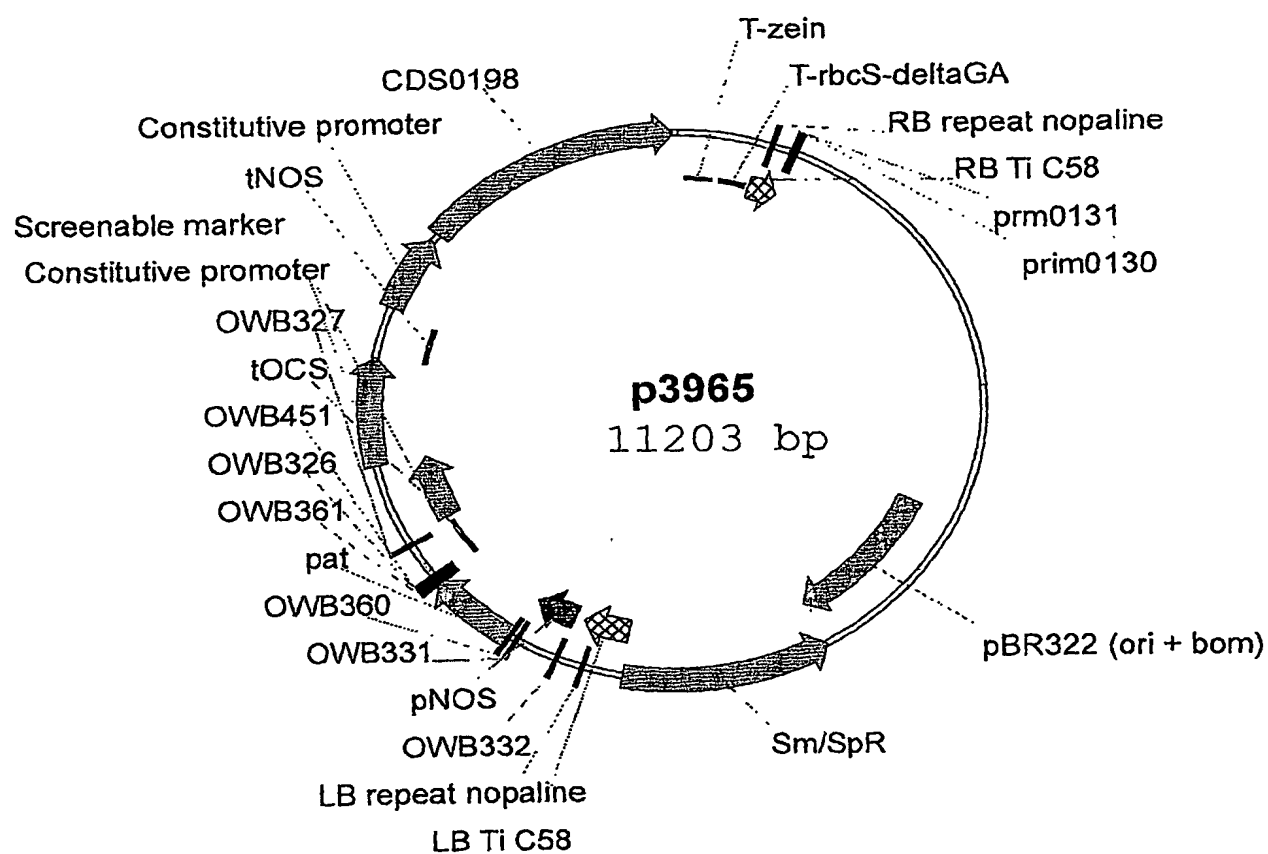 T-zein
CDS0198
T-rbcS-deltaGA
Constitutive promoter
RB repeat nopaline
tNOS
RB Ti C58
Screenable marker
prm0131
Constitutive promoter
prim0130
OWB327
tOCS
p3965
OWB451
11203 bp
OWB326
OWB361
pat
OWB360
pBR322 (ori + bom)
OWB331
pNOS
OWB332
Sm/SpR
LB repeat nopaline
LB Ti C58